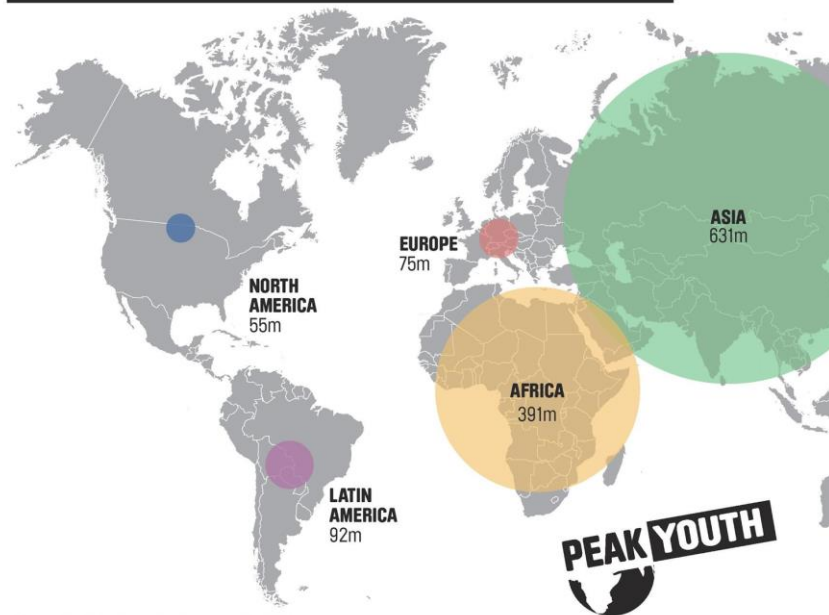 ASIA
631m
EUROPE
75m
NORTH
AMERICA
55m
AFRICA
391m
LATIN
AMERICA
92m
PEAK YOUTH